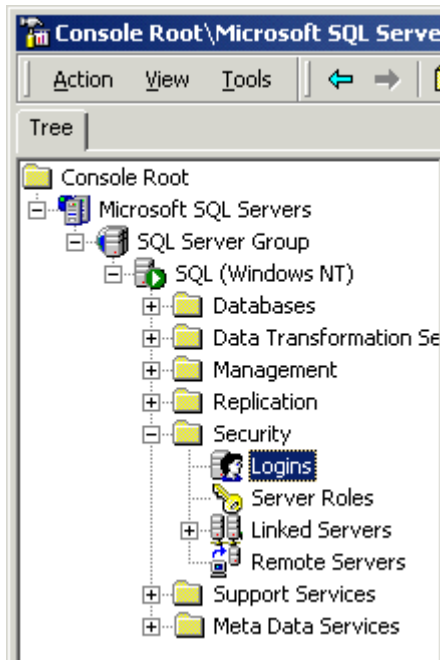 Console Root\Microsoft SQL Serve
Action View Tools
Tree
Console Root
Microsoft SQL Servers
SQL Server Group
SQL (Windows NT)
Databases
Data Transformation Se
Management
Replication
Security
Logins
Server Roles
Linked Servers
Remote Servers
Support Services
Meta Data Services